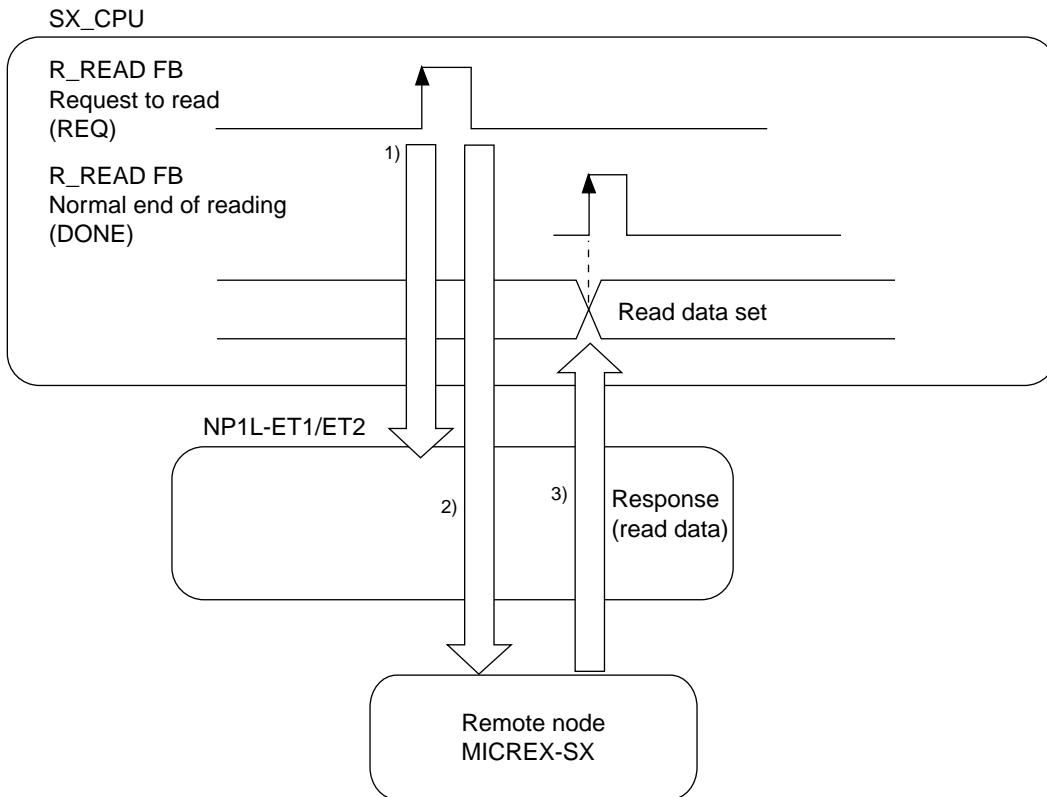 SX_CPU
R_READ FB
Request to read
(REQ)
1)
R_READ FB
Normal end of reading
(DONE)
Read data set
NP1L-ET1/ET2
2)
3)
Response
(read data)
Remote node
MICREX-SX